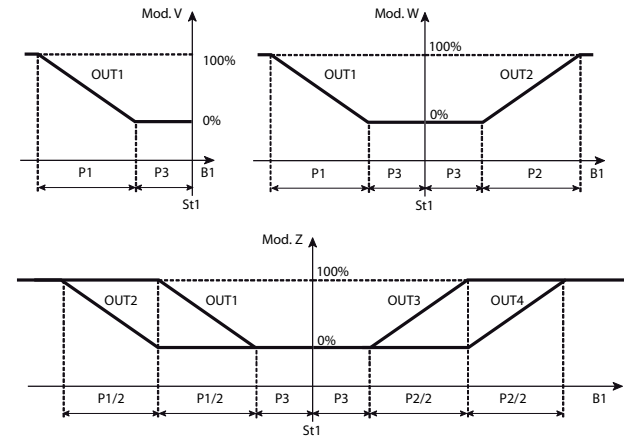 Mod. V
OUT1
100%
0%
P1
P3
B1
St1
Mod. W
100%
OUT1
OUT2
0%
P1
P3
P3
P2
B1
St1
Mod. Z
100%
OUT2
OUT1
OUT3
OUT4
0%
P1/2
P1/2
P3
P3
P2/2
P2/2
B1
St1